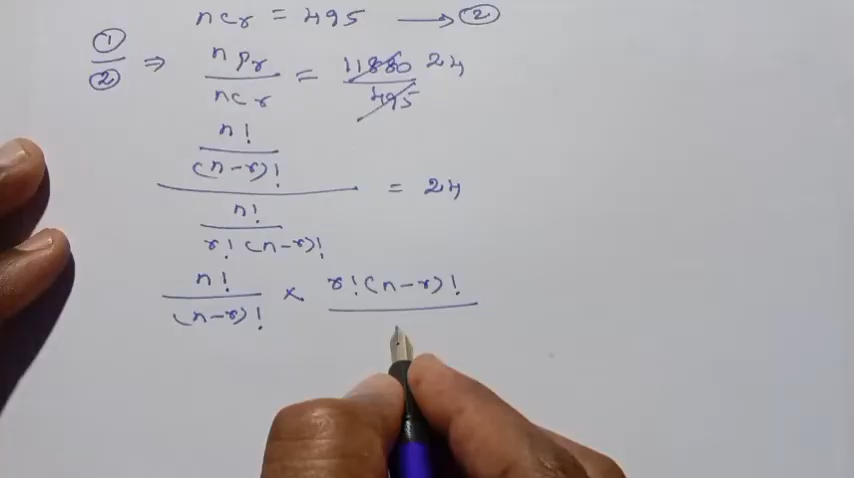 ncr = 495 ⟶ ②
①/② ⇒ nPr/ncr = 11880/495 24
(n!/(n-r)!)/(n!/r!(n-r)!) = 24
n!/(n-r)! × r!(n-r)!/